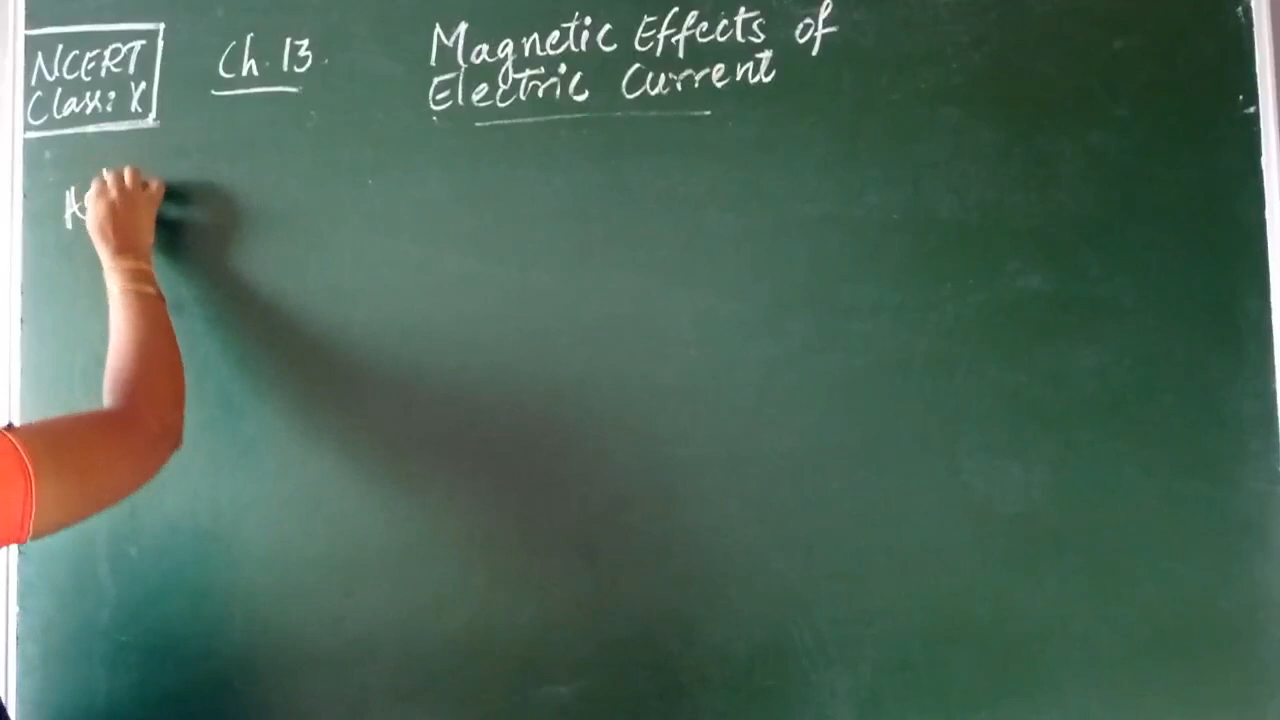 NCERT
Class: X
Ch. 13.
Magnetic Effects of
Electric Current